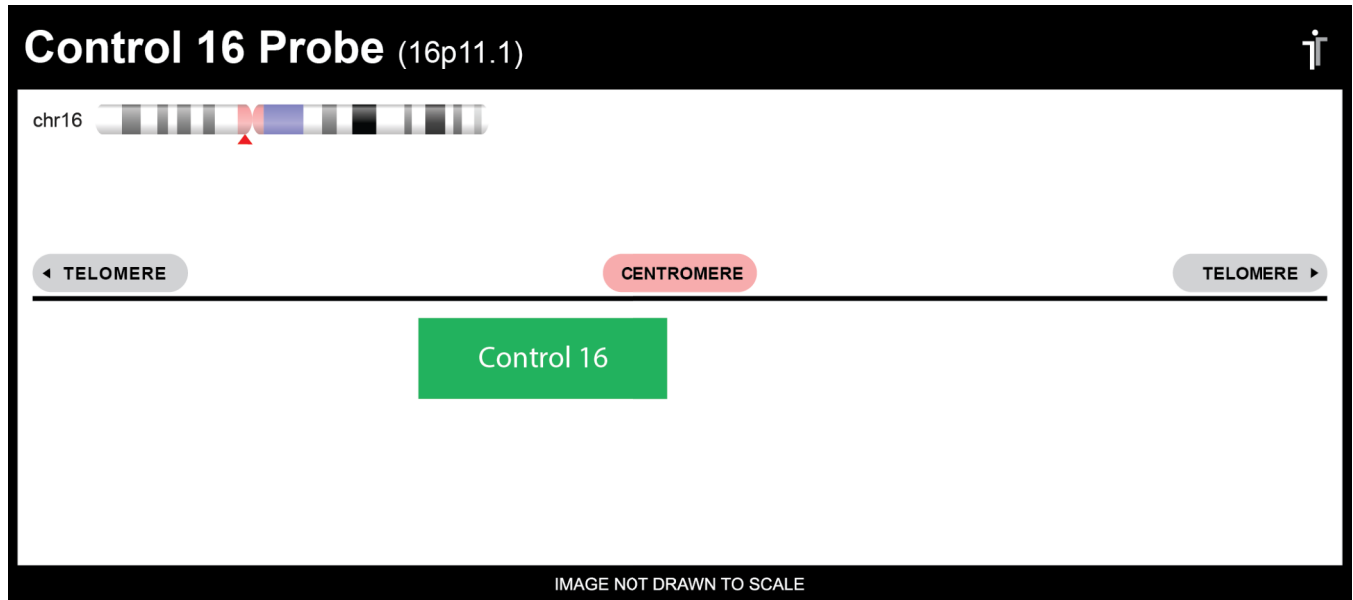 Control 16 Probe (16p11.1)
chr16
TELOMERE
CENTROMERE
TELOMERE
Control 16
IMAGE NOT DRAWN TO SCALE